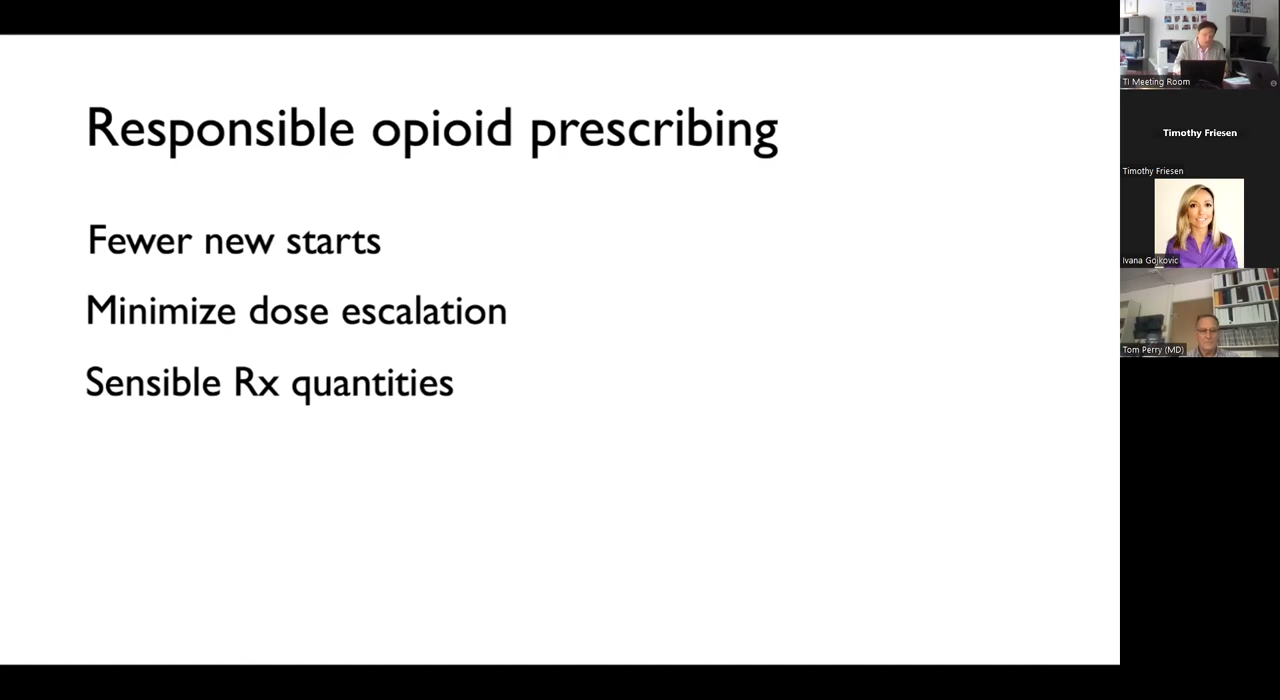 Responsible opioid prescribing
Fewer new starts
Minimize dose escalation
Sensible Rx quantities
TI Meeting Room
Timothy Friesen
Timothy Friesen
Ivana Gojkovic
Tom Perry (MD)